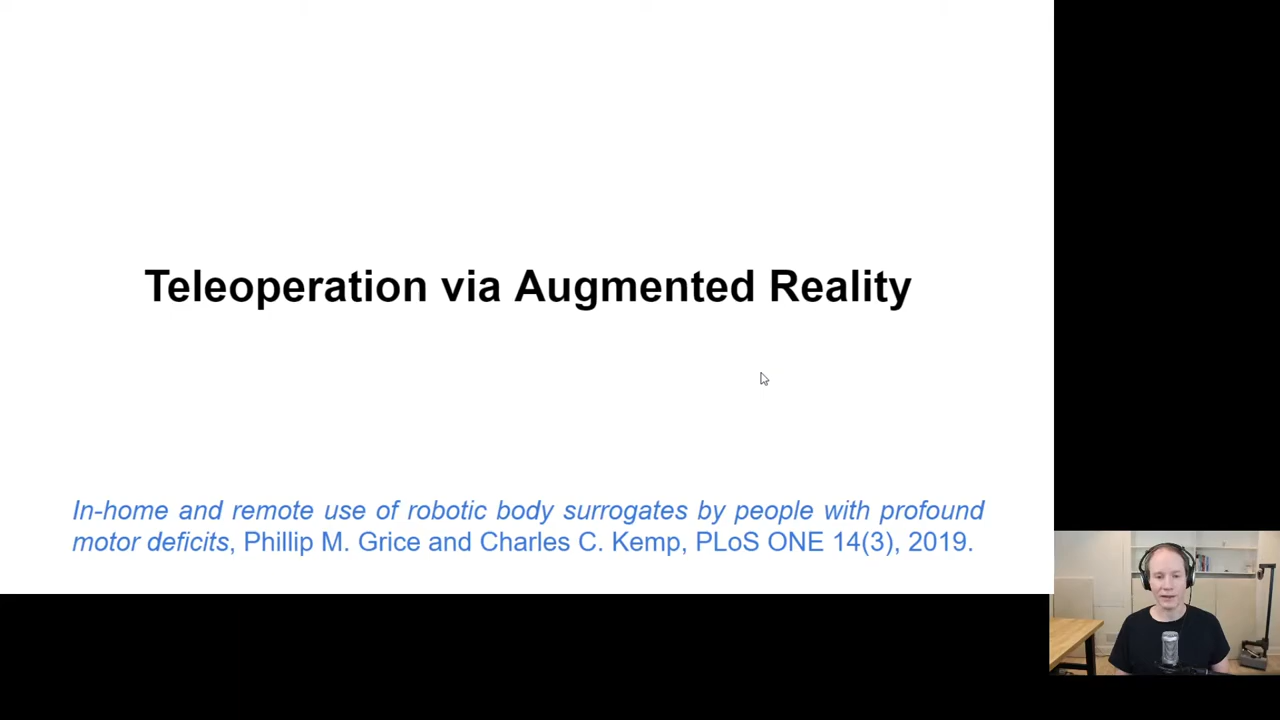 Teleoperation via Augmented Reality
In-home and remote use of robotic body surrogates by people with profound
motor deficits, Phillip M. Grice and Charles C. Kemp, PLoS ONE 14(3), 2019.